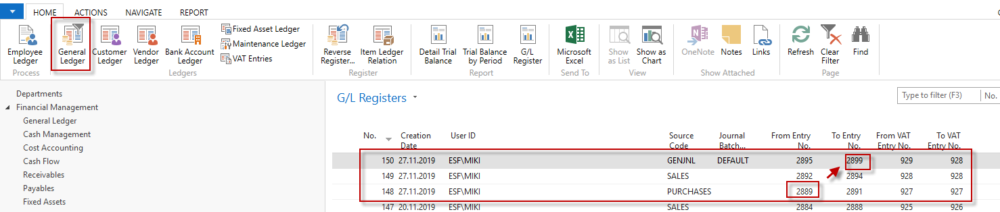 HOME ACTIONS NAVIGATE REPORT
Employee Ledger
General Ledger
Customer Ledger
Vendor Ledger
Bank Account Ledger
Fixed Asset Ledger
Maintenance Ledger
VAT Entries
Reverse Register...
Item Ledger Relation
Detail Trial Balance
Trial Balance by Period
G/L Register
Microsoft Excel
Show as List
Show as Chart
OneNote
Notes
Links
Refresh
Clear Filter
Find
Process Ledgers Register Report Send To View Show Attached Page
Departments
Financial Management
General Ledger
Cash Management
Cost Accounting
Cash Flow
Receivables
Payables
Fixed Assets
G/L Registers
Type to filter (F3) No.
No. Creation Date User ID Source Code Journal Batch... From Entry No. To Entry No. From VAT Entry No. To VAT Entry No.
150 27.11.2019 ESF\MIKI GENJNL DEFAULT 2895 2899 929 928
149 27.11.2019 ESF\MIKI SALES 2892 2894 928 928
148 27.11.2019 ESF\MIKI PURCHASES 2889 2891 927 927
147 20.11.2019 ESF\MIKI SALES 2884 2888 925 926